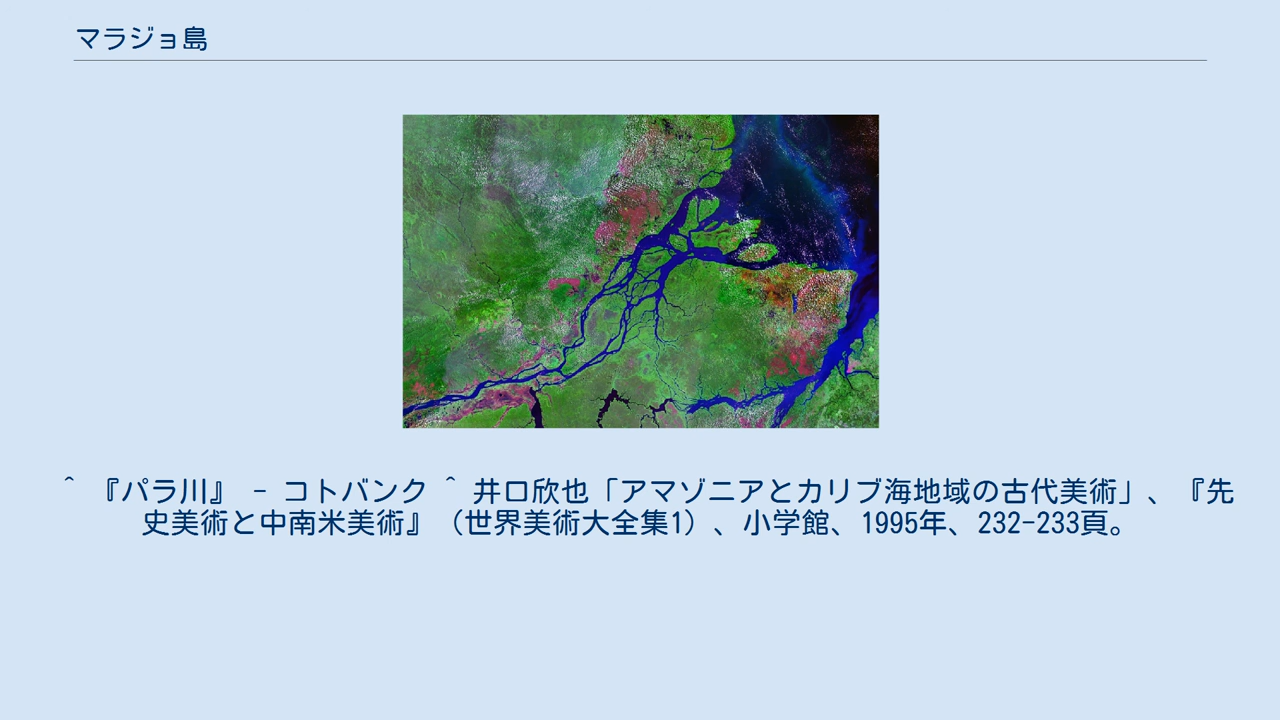 マラジョ島
^ 『パラ川』 - コトバンク ^ 井口欣也「アマゾニアとカリブ海地域の古代美術」、『先
史美術と中南米美術』（世界美術大全集1）、小学館、1995年、232-233頁。